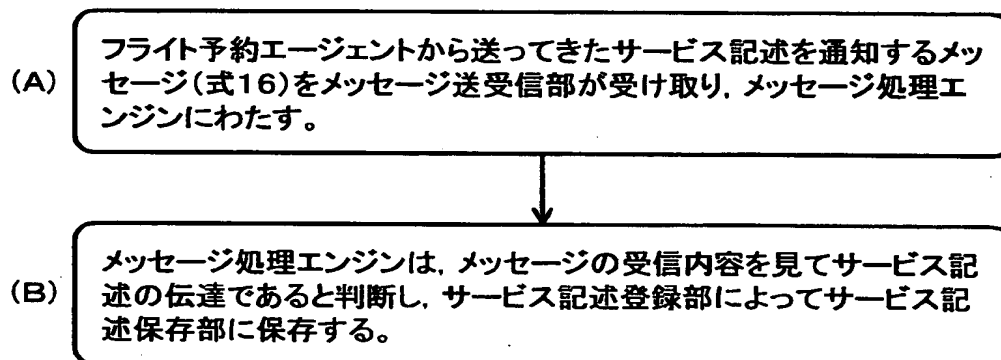 (A)
フライト予約エージェントから送ってきたサービス記述を通知するメッ
セージ(式16)をメッセージ送受信部が受け取り，メッセージ処理エ
ンジンにわたす。
(B)
メッセージ処理エンジンは，メッセージの受信内容を見てサービス記
述の伝達であると判断し，サービス記述登録部によってサービス記
述保存部に保存する。